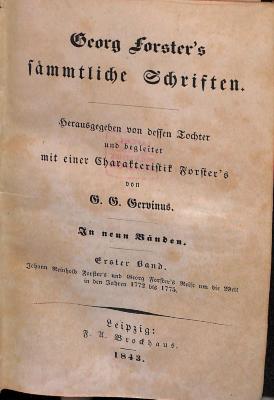 Georg Forster's
sämmtliche Schriften.
Herausgegeben von dessen Tochter
und begleitet
mit einer Charakteristik Forster's
von
G. G. Gervinus.
In neun Bänden.
Erster Band.
Johann Reinhold Forster's und Georg Forster's Reise um die Welt
in den Jahren 1772 bis 1775.
Leipzig:
F. A. Brockhaus.
1843.